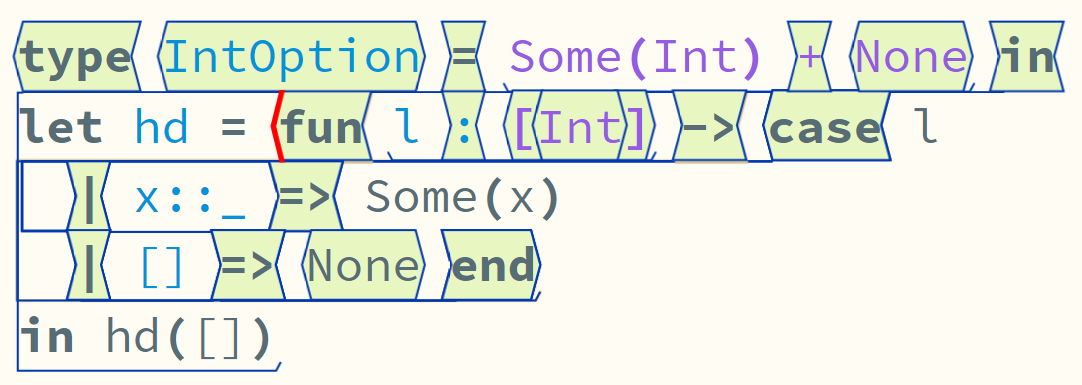 type IntOption = Some(Int) + None in
let hd = fun l : [Int] -> case l
| x::_ => Some(x)
| [] => None end
in hd([])